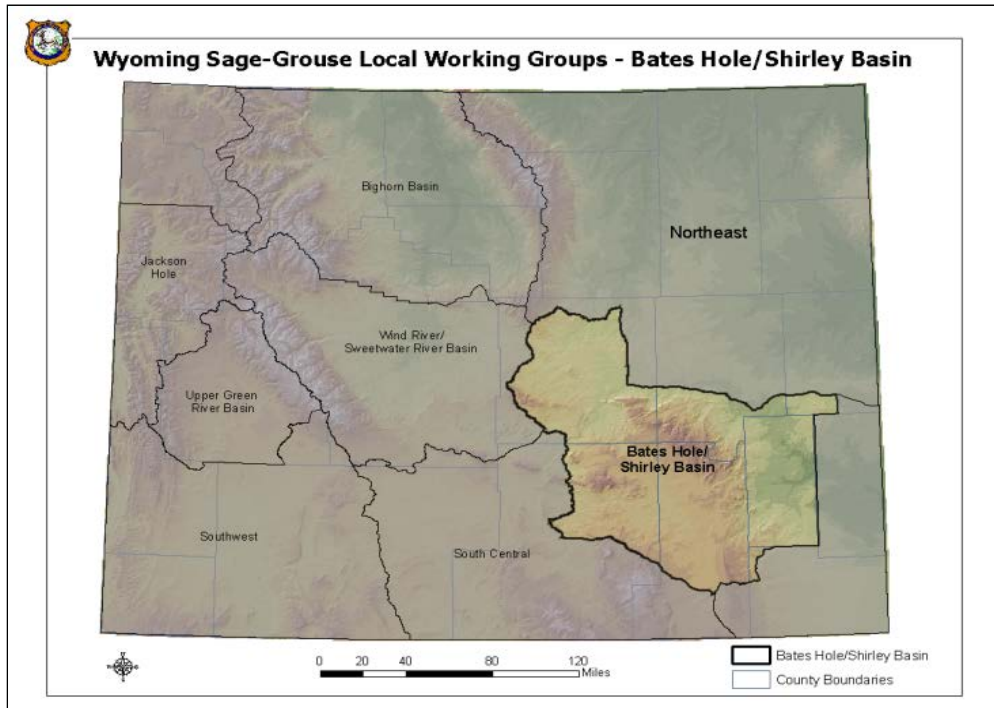 Wyoming Sage-Grouse Local Working Groups - Bates Hole/Shirley Basin
Bighorn Basin
Northeast
Jackson
Hole
Wind River/
Sweetwater River Basin
Upper Green
River Basin
Bates Hole/
Shirley Basin
Southwest
South Central
0 20 40 80 120
Miles
Bates Hole/Shirley Basin
County Boundaries